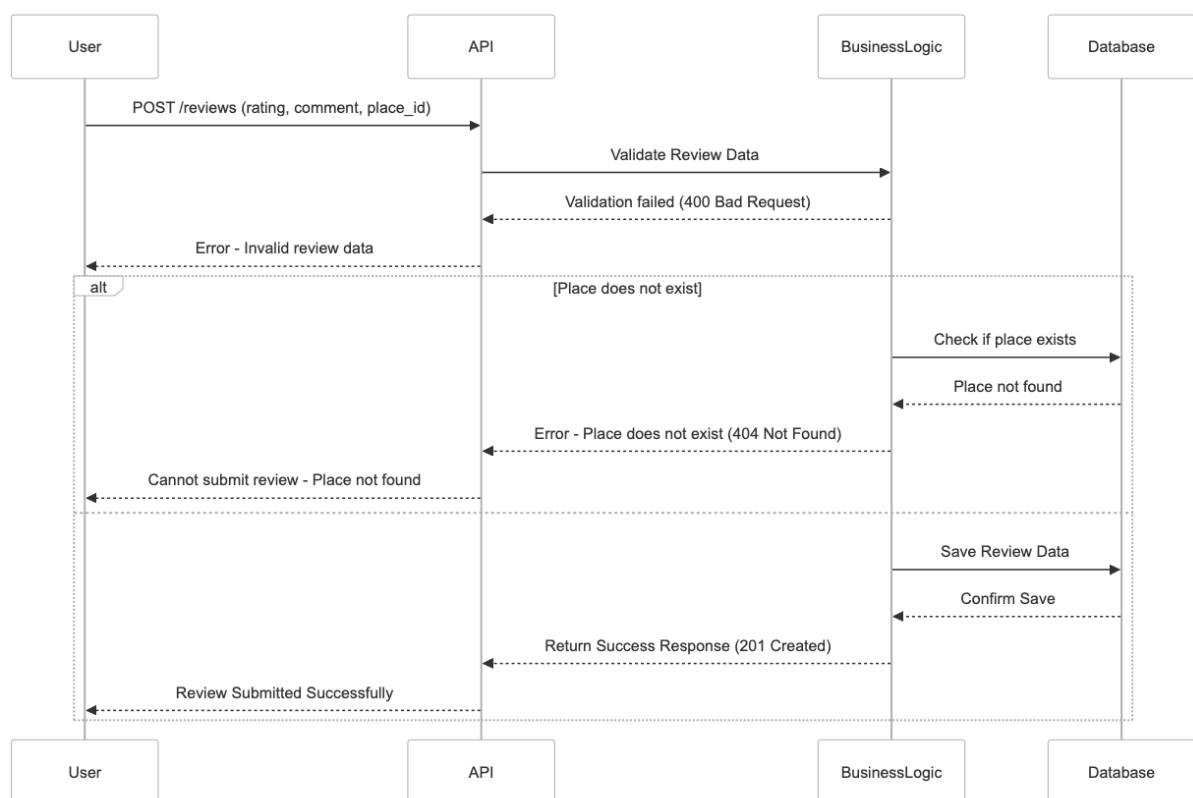 User
API
BusinessLogic
Database
POST /reviews (rating, comment, place_id)
Validate Review Data
Validation failed (400 Bad Request)
Error - Invalid review data
alt
[Place does not exist]
Check if place exists
Place not found
Error - Place does not exist (404 Not Found)
Cannot submit review - Place not found
Save Review Data
Confirm Save
Return Success Response (201 Created)
Review Submitted Successfully
User
API
BusinessLogic
Database